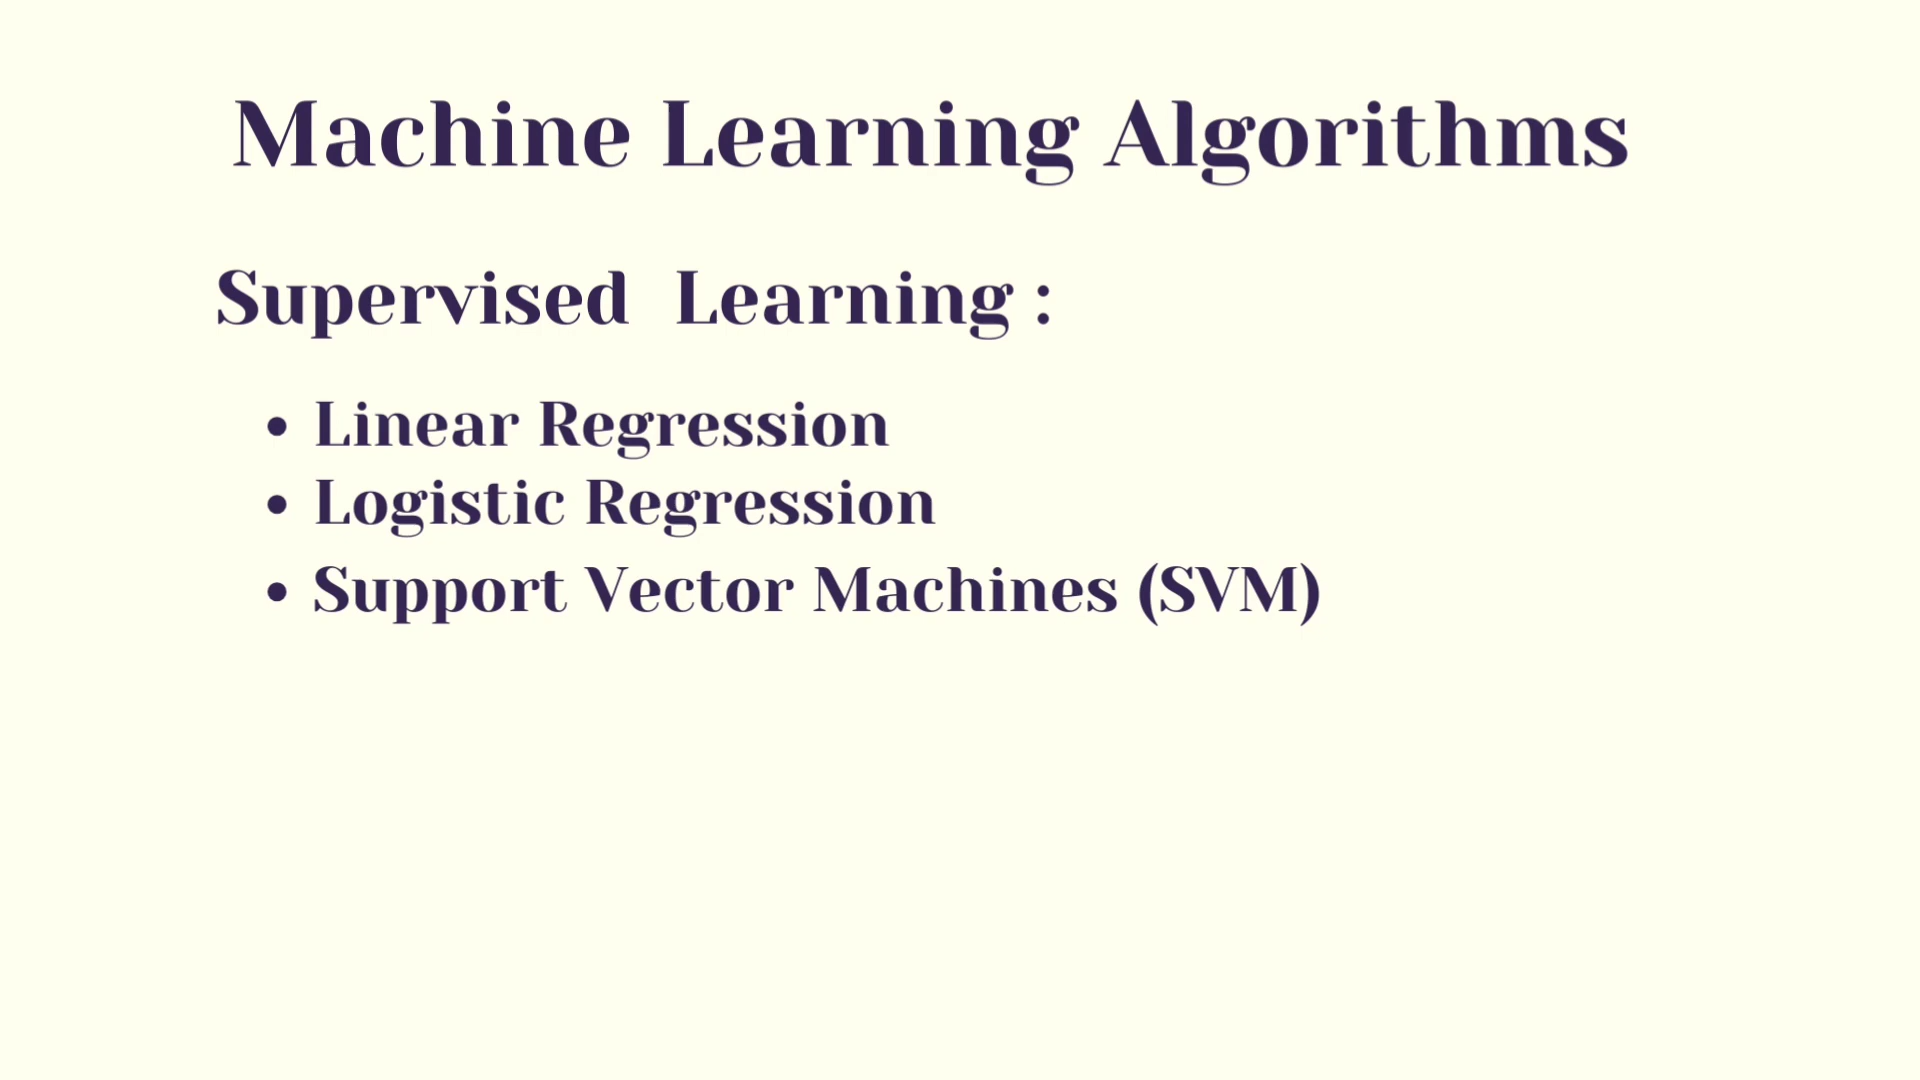 Machine Learning Algorithms
Supervised Learning :
• Linear Regression
• Logistic Regression
• Support Vector Machines (SVM)